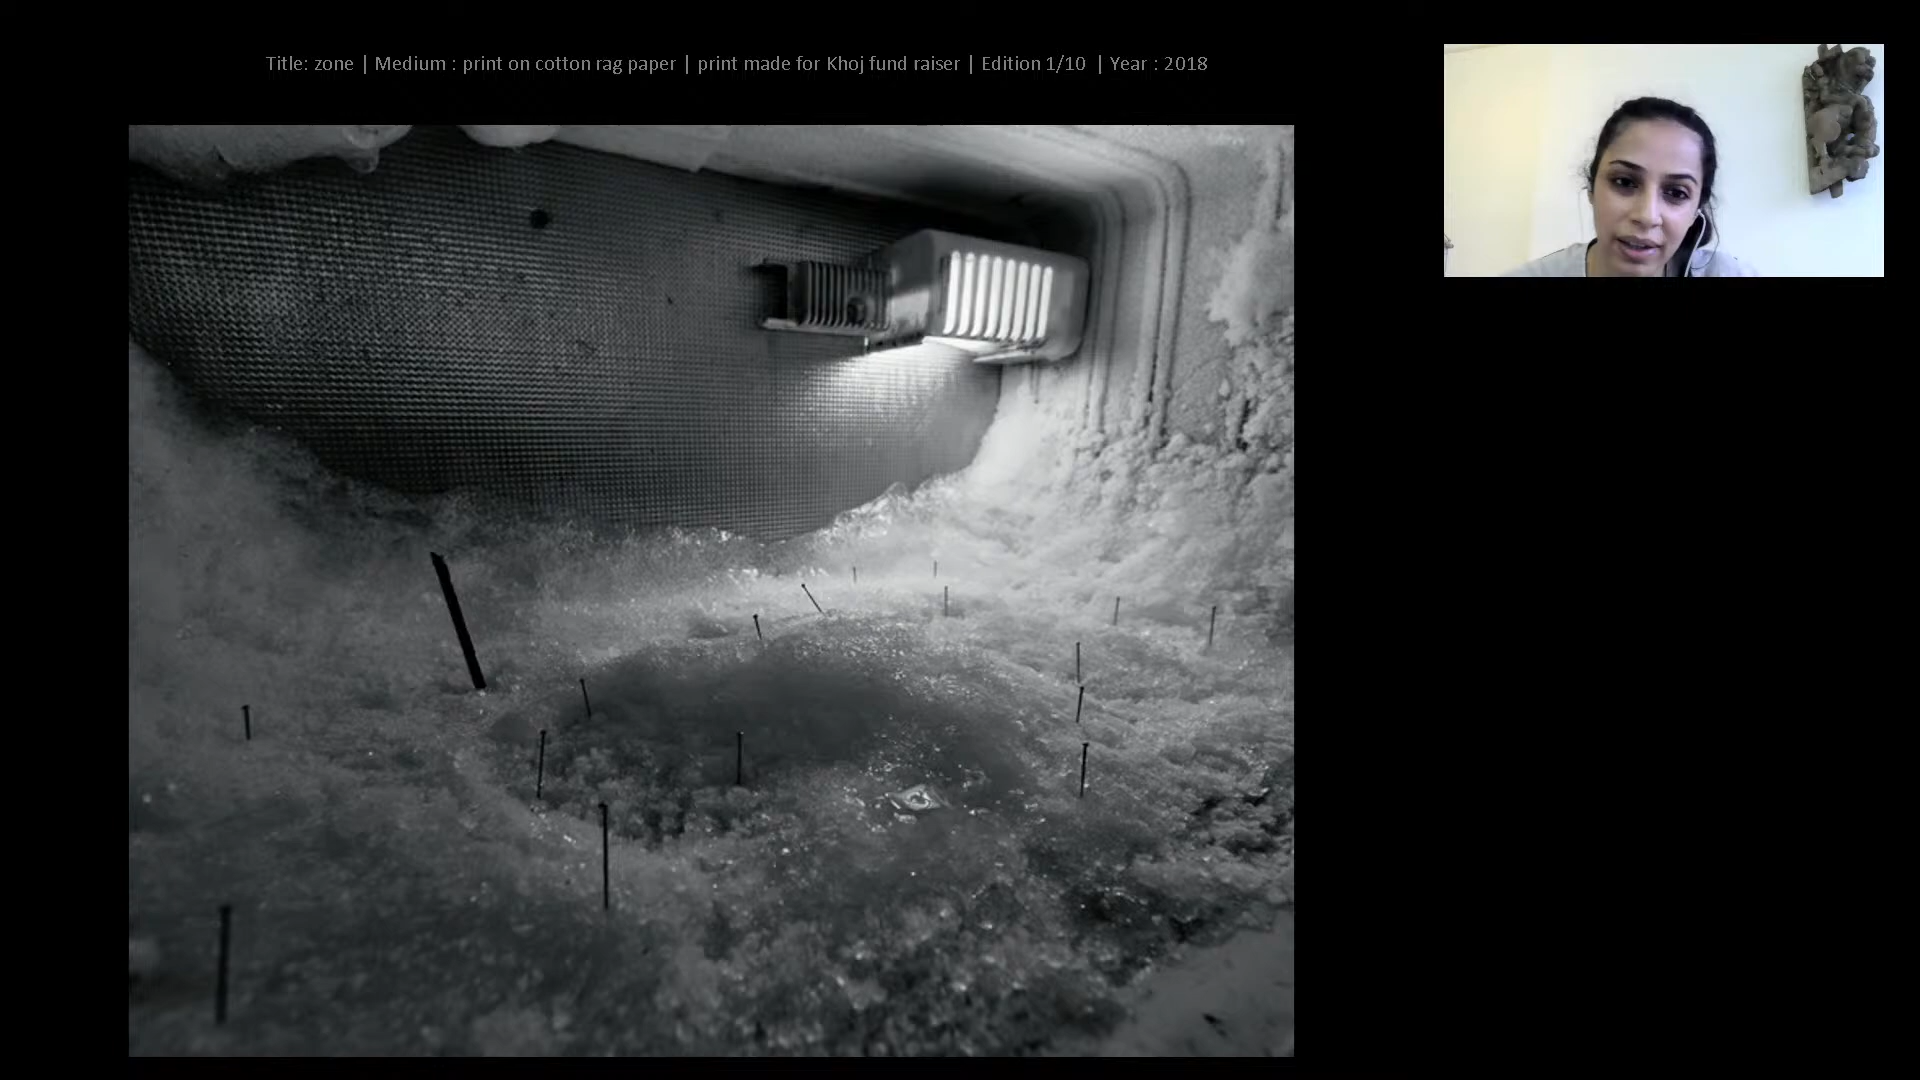 Title: zone | Medium : print on cotton rag paper | print made for Khoj fund raiser | Edition 1/10 | Year : 2018